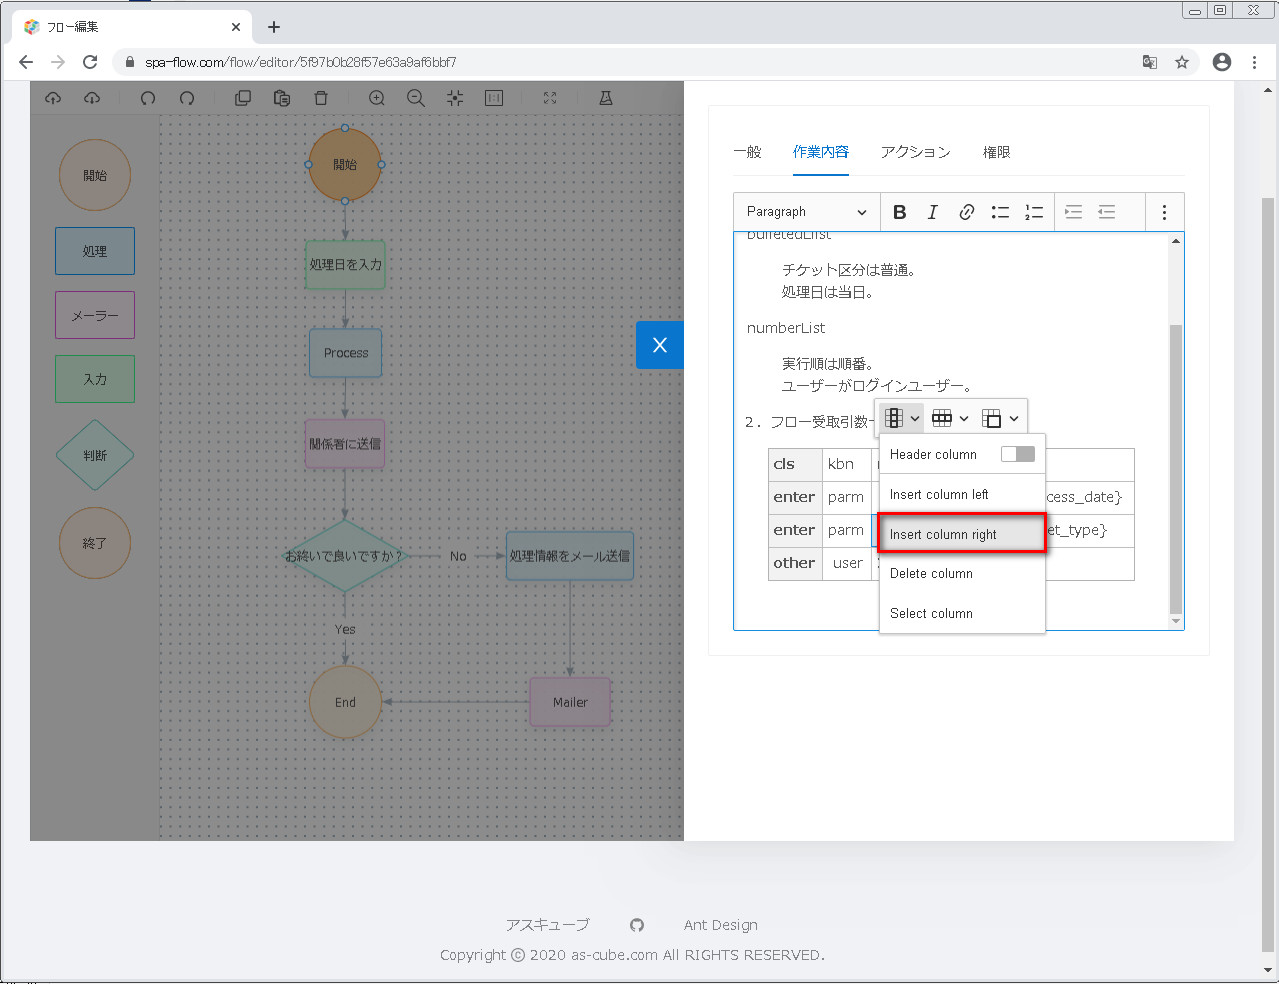 フロー編集
spa-flow.com/flow/editor/5f97b0b28f57e63a9af6bbf7
開始
処理
メーラー
入力
判断
終了
開始
処理日を入力
Process
関係者に送信
お終いで良いですか？
No
処理情報をメール送信
Yes
End
Mailer
一般
作業内容
アクション
権限
Paragraph
bulletedList
チケット区分は普通。
処理日は当日。
numberList
実行順は順番。
ユーザーがログインユーザー。
2. フロー受取引数
cls kbn
enter parm cess_date}
enter parm et_type}
other user
Header column
Insert column left
Insert column right
Delete column
Select column
アスキューブ
Ant Design
Copyright © 2020 as-cube.com All RIGHTS RESERVED.